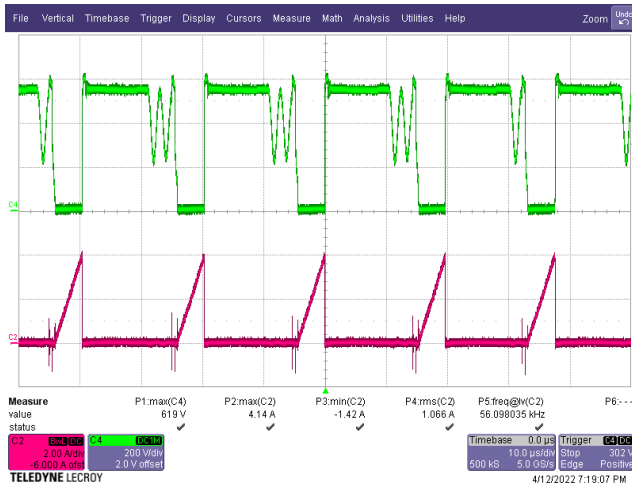 File Vertical Timebase Trigger Display Cursors Measure Math Analysis Utilities Help Zoom Undo
C4
C2
Measure P1:max(C4) P2:max(C2) P3:min(C2) P4:rms(C2) P5:freq@lv(C2) P6:- - -
value 619 V 4.14 A -1.42 A 1.066 A 56.098035 kHz
status
C2 BwL DC C4 DC1M Timebase 0.0 µs Trigger C4 DC
2.00 A/div 200 V/div 10.0 µs/div Stop 302 V
-6.000 A ofst 2.0 V offset 500 kS 5.0 GS/s Edge Positive
TELEDYNE LECROY 4/12/2022 7:19:07 PM